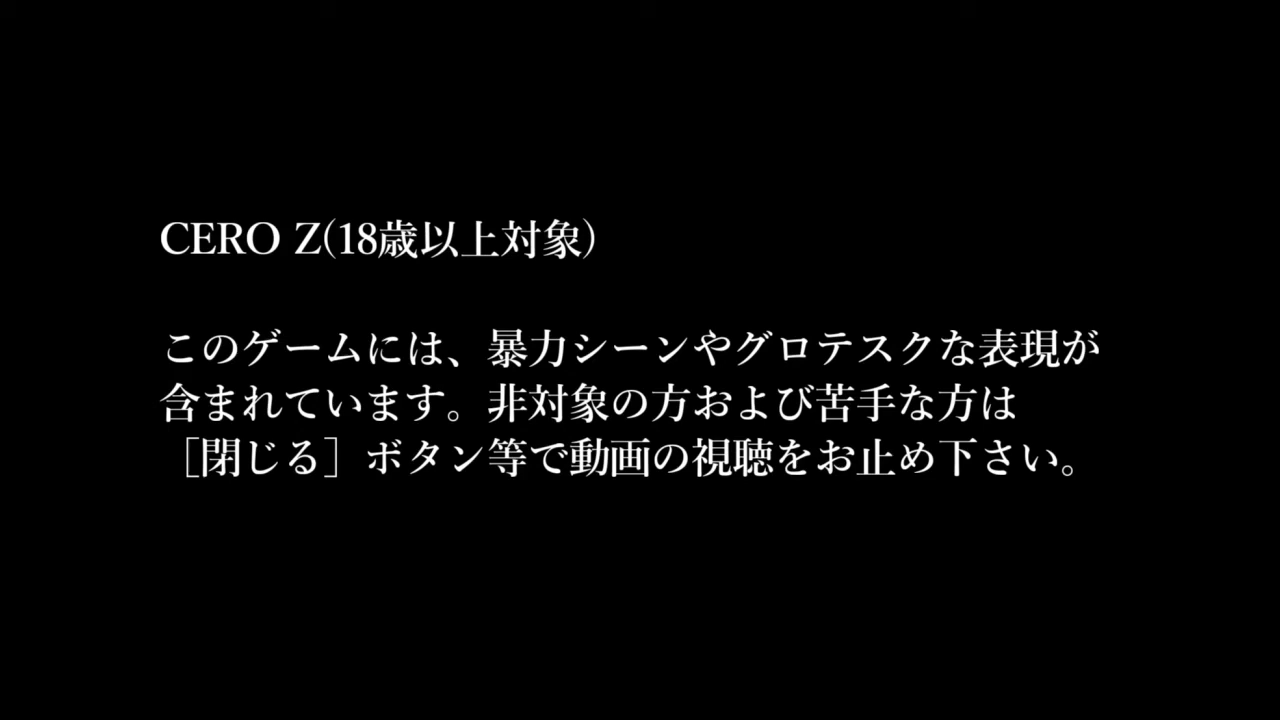 CERO Z(18歳以上対象)
このゲームには、暴力シーンやグロテスクな表現が
含まれています。非対象の方および苦手な方は
［閉じる］ボタン等で動画の視聴をお止め下さい。